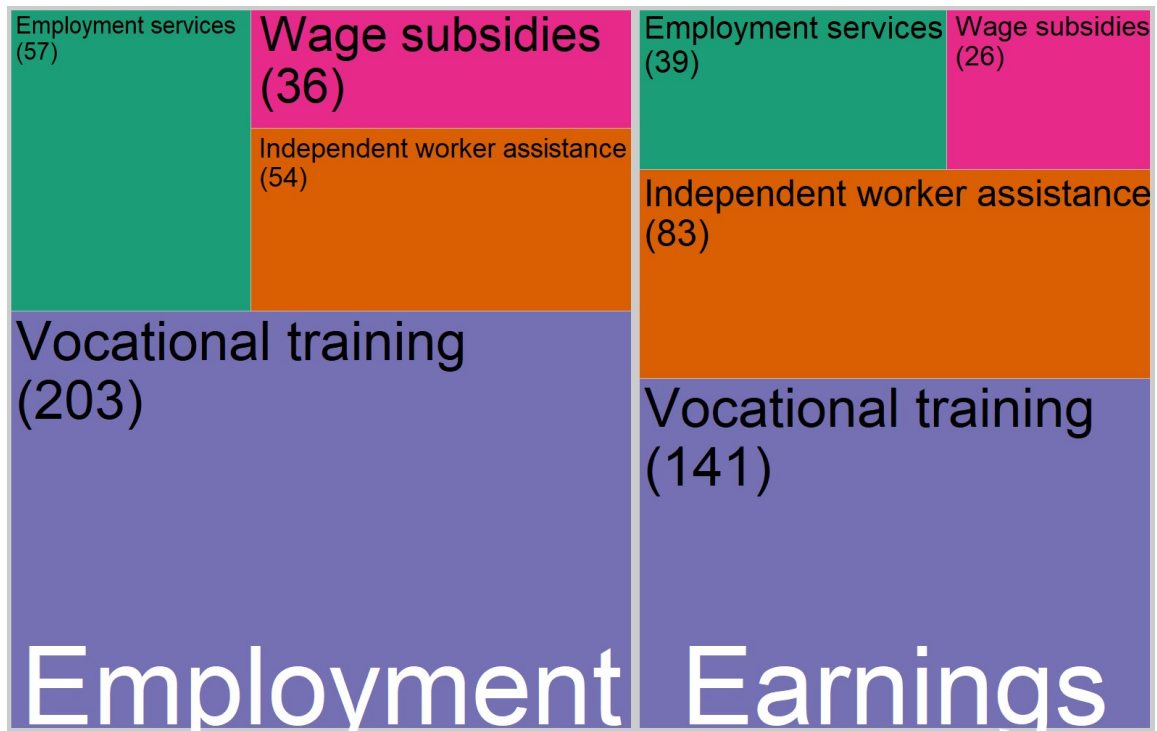 Employment services
(57)
Wage subsidies
(36)
Independent worker assistance
(54)
Vocational training
(203)
Employment
Employment services
(39)
Wage subsidies
(26)
Independent worker assistance
(83)
Vocational training
(141)
Earnings